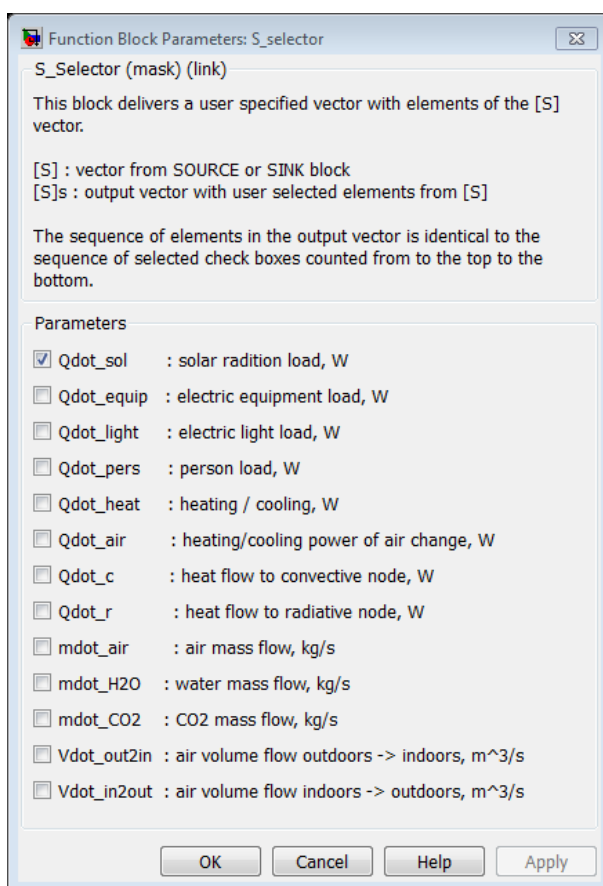 Function Block Parameters: S_selector
S_Selector (mask) (link)
This block delivers a user specified vector with elements of the [S]
vector.
[S] : vector from SOURCE or SINK block
[S]s : output vector with user selected elements from [S]
The sequence of elements in the output vector is identical to the
sequence of selected check boxes counted from to the top to the
bottom.
Parameters
Qdot_sol : solar radition load, W
Qdot_equip : electric equipment load, W
Qdot_light : electric light load, W
Qdot_pers : person load, W
Qdot_heat : heating / cooling, W
Qdot_air : heating/cooling power of air change, W
Qdot_c : heat flow to convective node, W
Qdot_r : heat flow to radiative node, W
mdot_air : air mass flow, kg/s
mdot_H2O : water mass flow, kg/s
mdot_CO2 : CO2 mass flow, kg/s
Vdot_out2in : air volume flow outdoors -> indoors, m^3/s
Vdot_in2out : air volume flow indoors -> outdoors, m^3/s
OK Cancel Help Apply